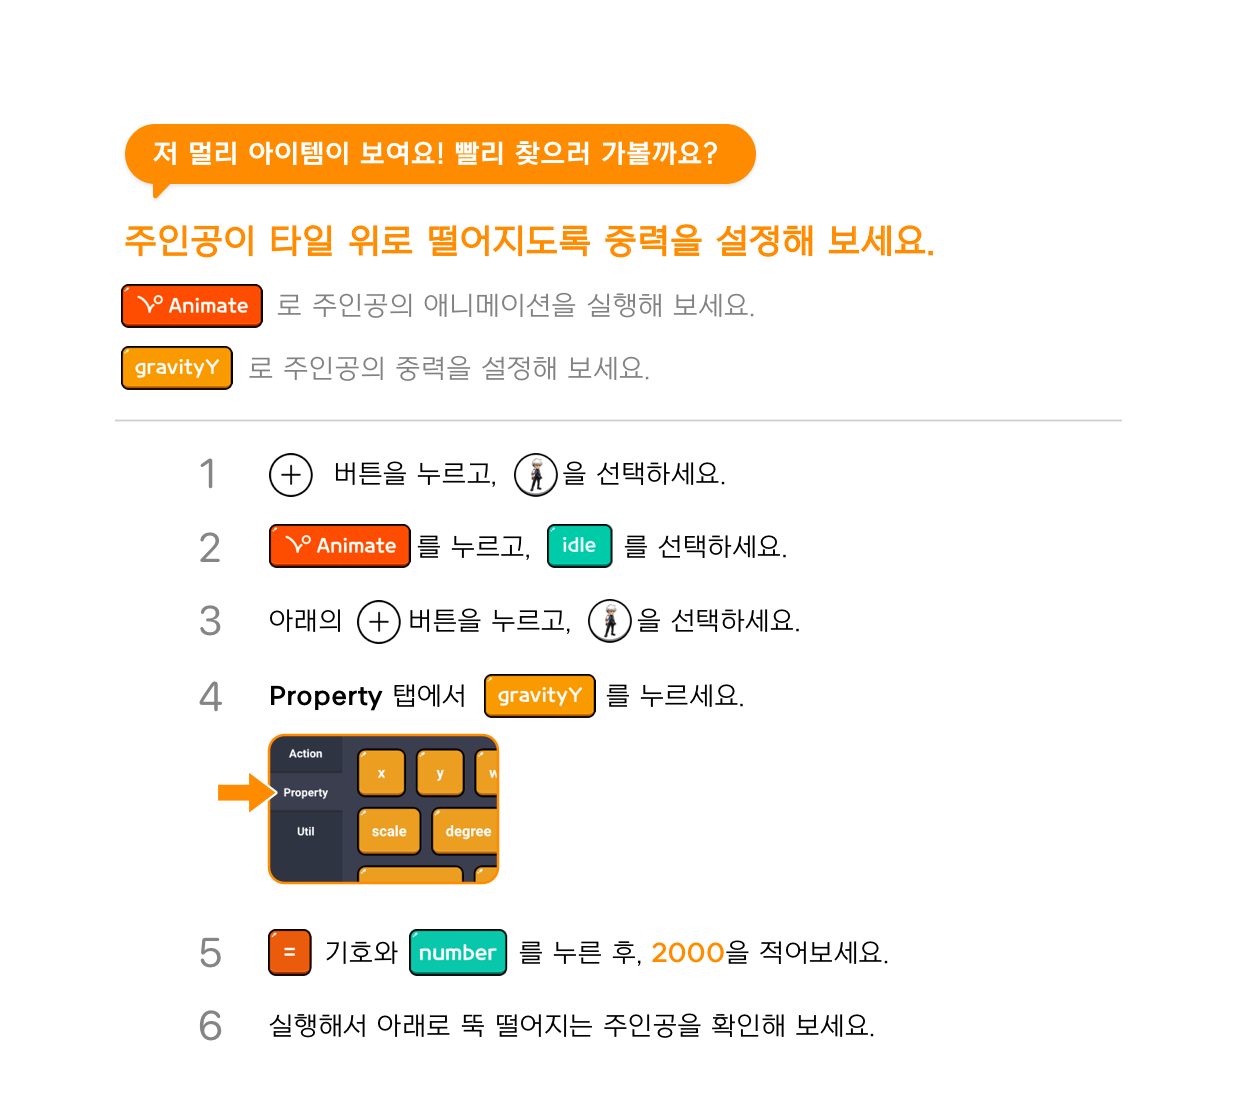 저 멀리 아이템이 보여요! 빨리 찾으러 가볼까요?
주인공이 타일 위로 떨어지도록 중력을 설정해 보세요.
Animate 로 주인공의 애니메이션을 실행해 보세요.
gravityY 로 주인공의 중력을 설정해 보세요.
1 + 버튼을 누르고, 을 선택하세요.
2 Animate 를 누르고, idle 를 선택하세요.
3 아래의 + 버튼을 누르고, 을 선택하세요.
4 Property 탭에서 gravityY 를 누르세요.
Action
x y w
Property
Util
scale degree
5 = 기호와 number 를 누른 후, 2000을 적어보세요.
6 실행해서 아래로 뚝 떨어지는 주인공을 확인해 보세요.